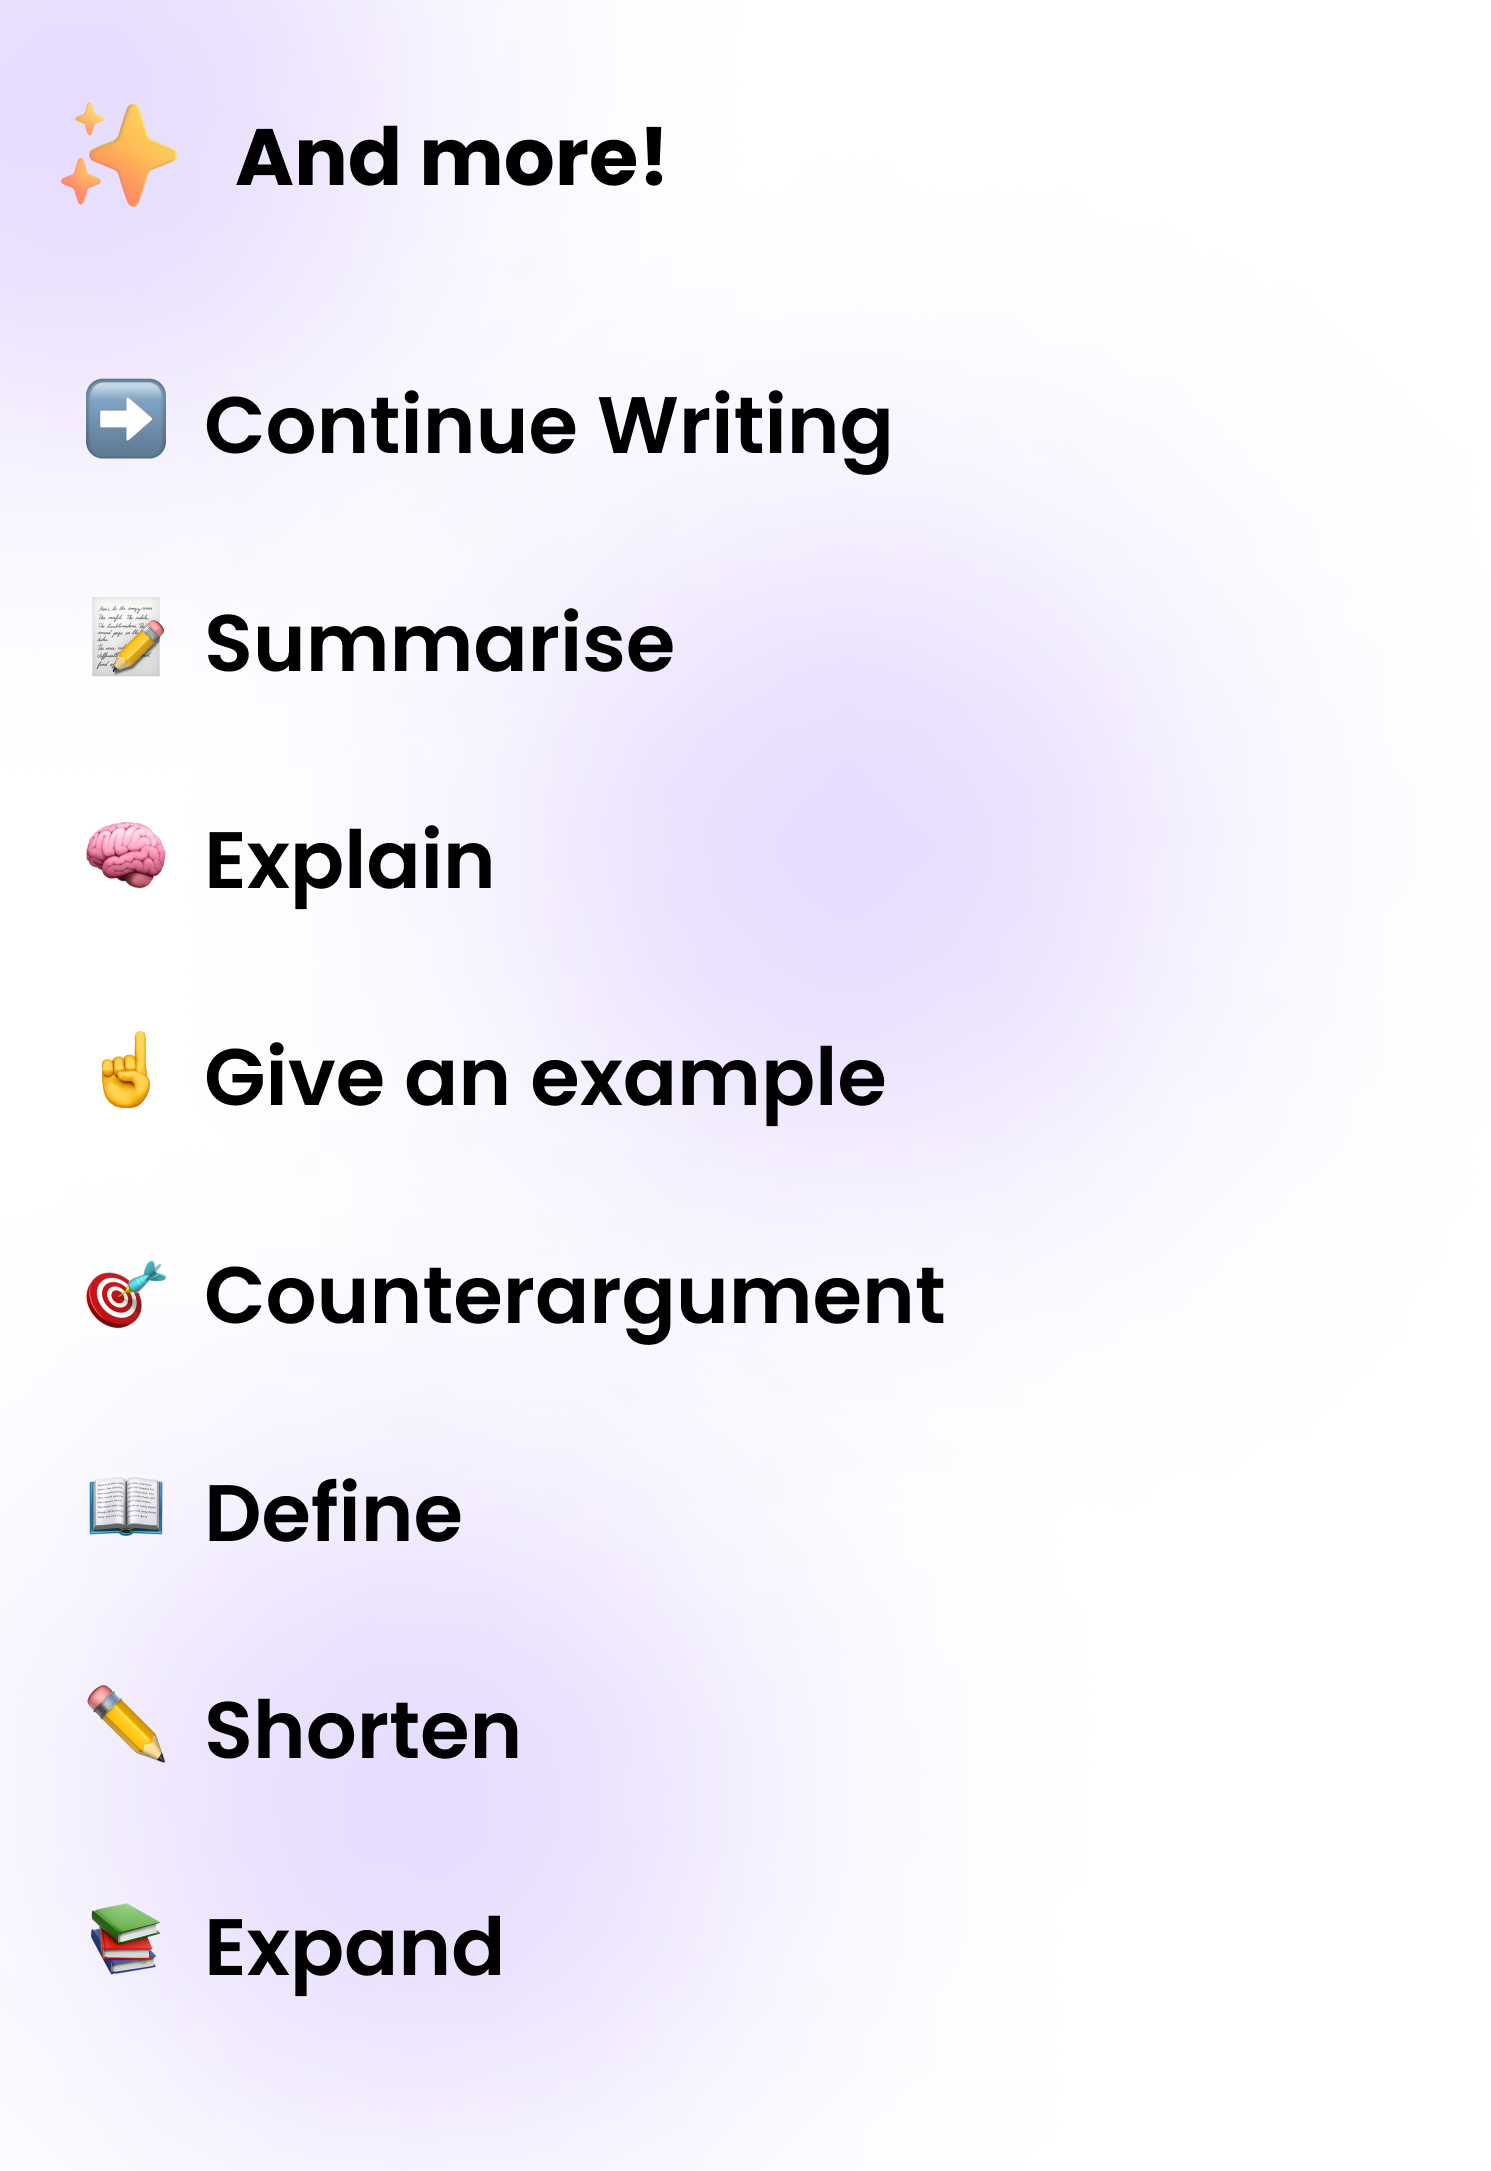 And more!
Continue Writing
Summarise
Explain
Give an example
Counterargument
Define
Shorten
Expand